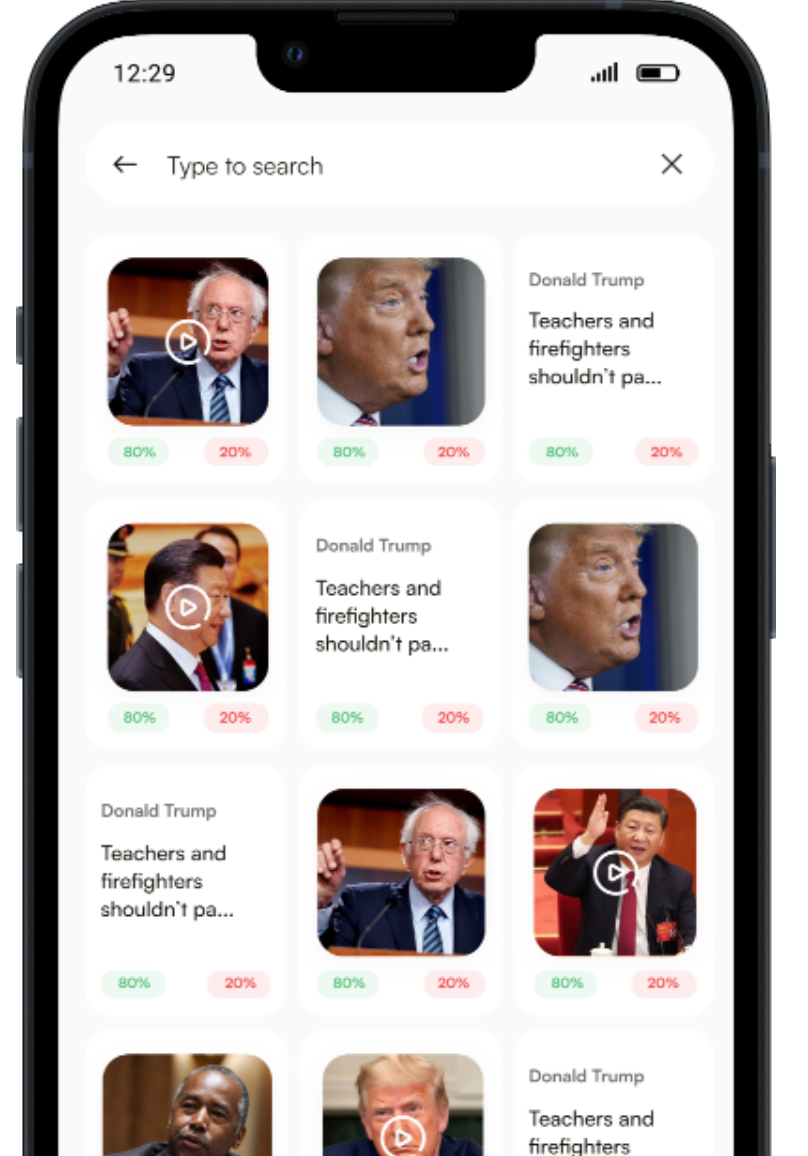 12:29
Type to search
Donald Trump
Teachers and
firefighters
shouldn't pa...
80% 20% 80% 20% 80% 20%
Donald Trump
Teachers and
firefighters
shouldn't pa...
80% 20% 80% 20% 80% 20%
Donald Trump
Teachers and
firefighters
shouldn't pa...
80% 20% 80% 20% 80% 20%
Donald Trump
Teachers and
firefighters